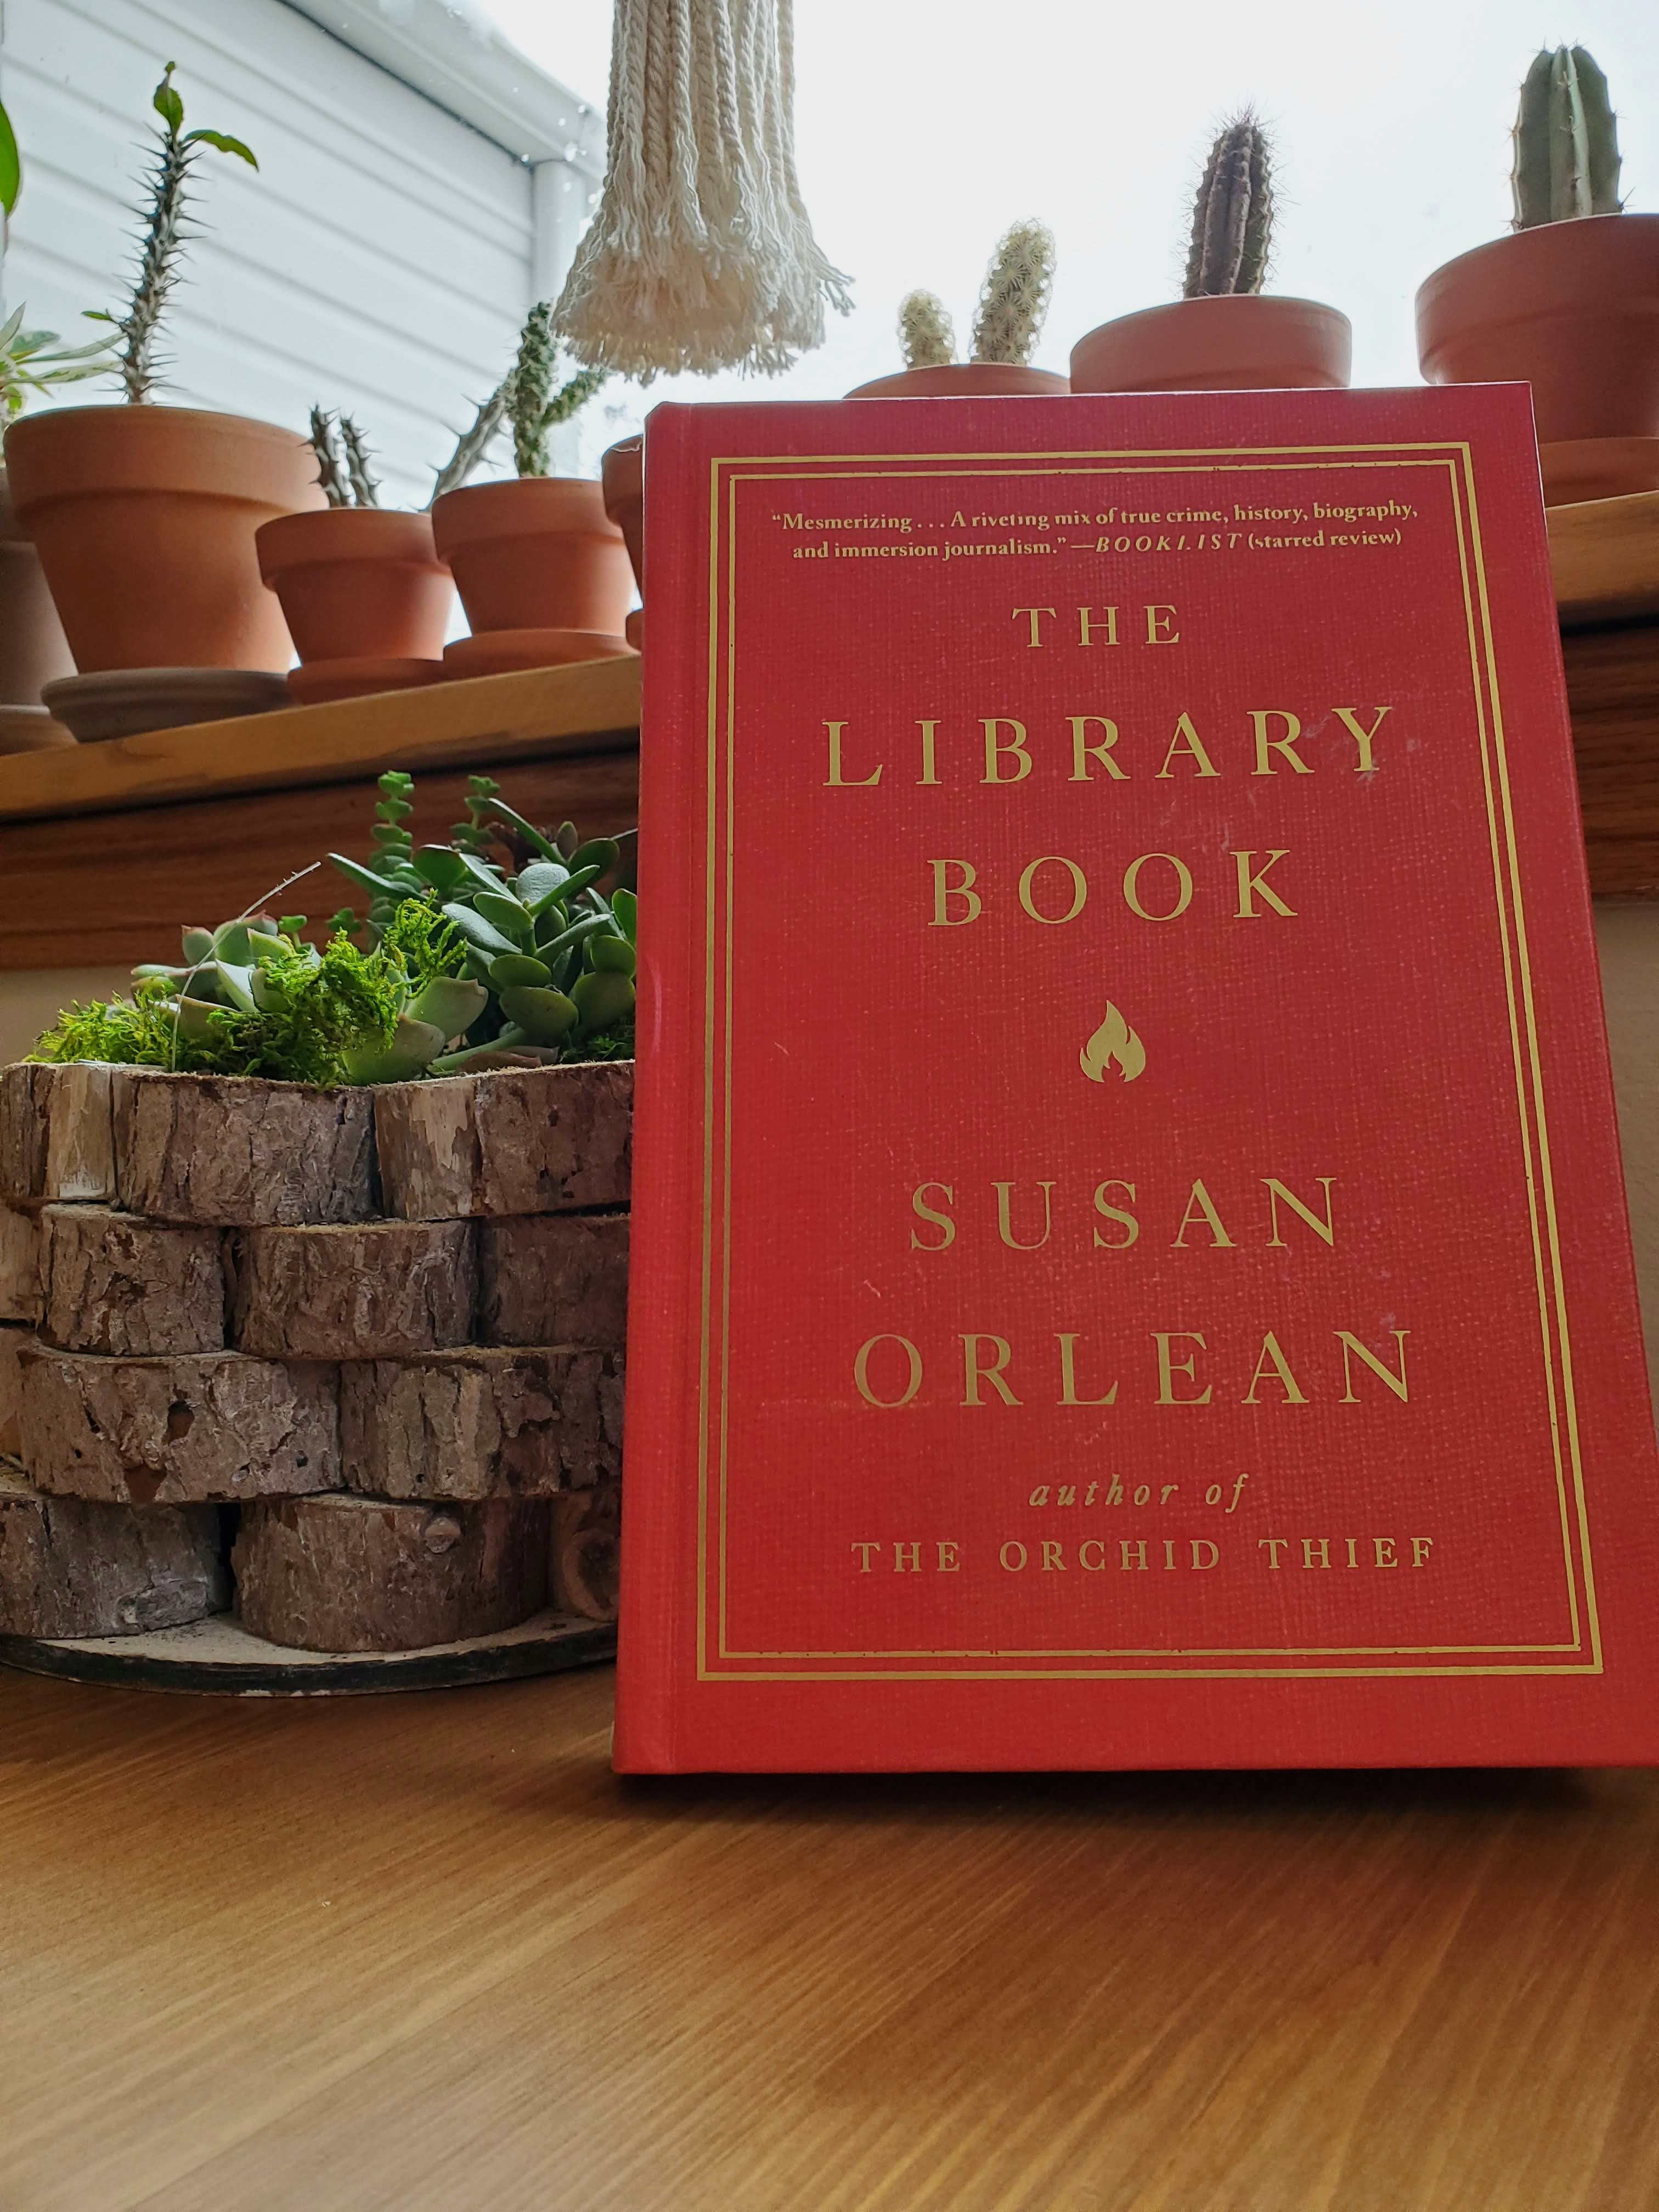 “Mesmerizing . . . A riveting mix of true crime, history, biography,
and immersion journalism.” —BOOKLIST (starred review)
THE
LIBRARY
BOOK
SUSAN
ORLEAN
author of
THE ORCHID THIEF